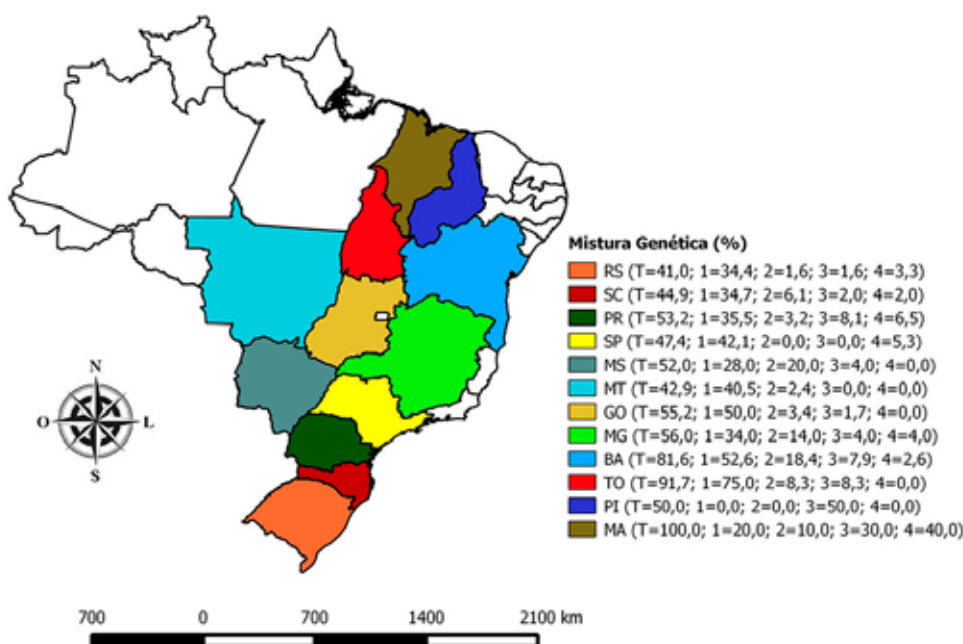 Mistura Genética (%)
RS (T=41,0; 1=34,4; 2=1,6; 3=1,6; 4=3,3)
SC (T=44,9; 1=34,7; 2=6,1; 3=2,0; 4=2,0)
PR (T=53,2; 1=35,5; 2=3,2; 3=8,1; 4=6,5)
SP (T=47,4; 1=42,1; 2=0,0; 3=0,0; 4=5,3)
MS (T=52,0; 1=28,0; 2=20,0; 3=4,0; 4=0,0)
MT (T=42,9; 1=40,5; 2=2,4; 3=0,0; 4=0,0)
GO (T=55,2; 1=50,0; 2=3,4; 3=1,7; 4=0,0)
MG (T=56,0; 1=34,0; 2=14,0; 3=4,0; 4=4,0)
BA (T=81,6; 1=52,6; 2=18,4; 3=7,9; 4=2,6)
TO (T=91,7; 1=75,0; 2=8,3; 3=8,3; 4=0,0)
PI (T=50,0; 1=0,0; 2=0,0; 3=50,0; 4=0,0)
MA (T=100,0; 1=20,0; 2=10,0; 3=30,0; 4=40,0)
N
O L
S
700 0 700 1400 2100 km